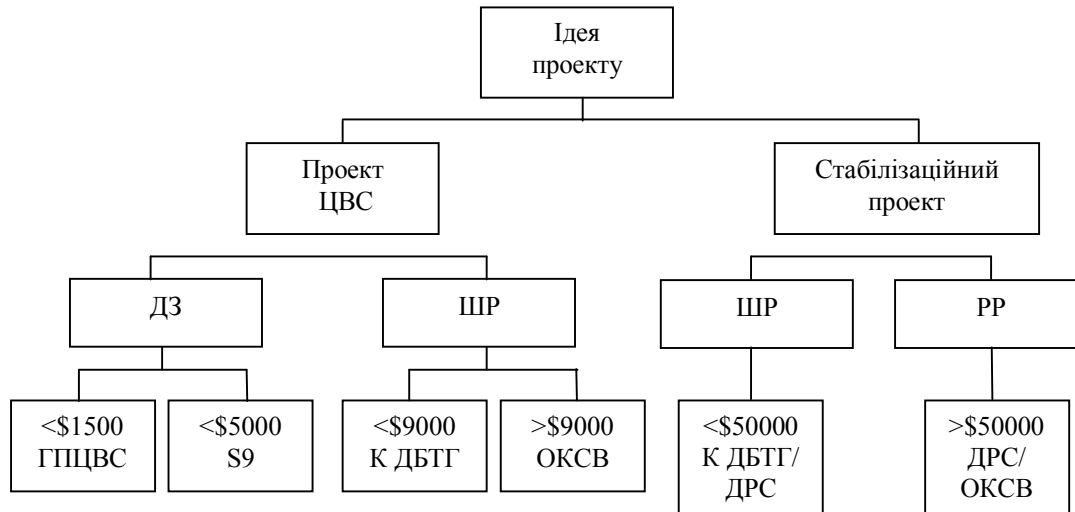 Ідея
проекту
Проект
ЦВС
Стабілізаційний
проект
ДЗ
ШР
ШР
РР
<$1500
ГПЦВС
<$5000
S9
<$9000
К ДБТГ
>$9000
ОКСВ
<$50000
К ДБТГ/
ДРС
>$50000
ДРС/
ОКСВ